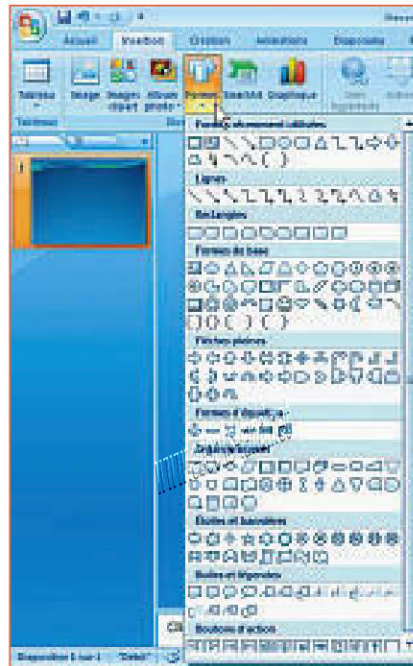 Accueil Insertion Création Animations Diaporama
Tableau Image Images clipart Album photo Formes SmartArt Graphique
Tableaux
Formes récemment utilisées
Lignes
Rectangles
Formes de base
Flèches pleines
Formes d'équation
Organigramme
Étoiles et bannières
Bulles et légendes
Boutons d'action
1
Diapositive 1 sur 1